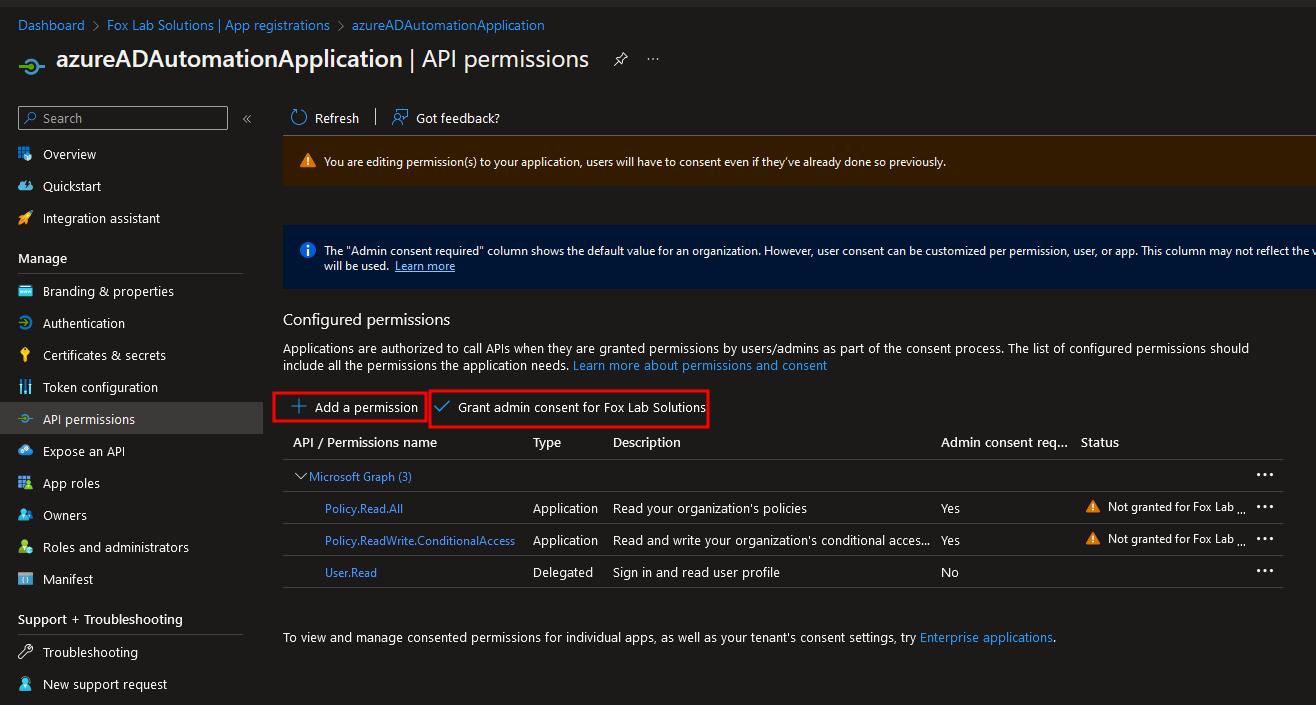 Dashboard > Fox Lab Solutions | App registrations > azureADAutomationApplication
azureADAutomationApplication | API permissions
Search
Overview
Quickstart
Integration assistant
Manage
Branding & properties
Authentication
Certificates & secrets
Token configuration
API permissions
Expose an API
App roles
Owners
Roles and administrators
Manifest
Support + Troubleshooting
Troubleshooting
New support request
Refresh | Got feedback?
You are editing permission(s) to your application, users will have to consent even if they've already done so previously.
The "Admin consent required" column shows the default value for an organization. However, user consent can be customized per permission, user, or app. This column may not reflect the
will be used. Learn more
Configured permissions
Applications are authorized to call APIs when they are granted permissions by users/admins as part of the consent process. The list of configured permissions should
include all the permissions the application needs. Learn more about permissions and consent
Add a permission Grant admin consent for Fox Lab Solutions
API / Permissions name Type Description Admin consent req... Status
Microsoft Graph (3)
Policy.Read.All Application Read your organization's policies Yes Not granted for Fox Lab ...
Policy.ReadWrite.ConditionalAccess Application Read and write your organization's conditional acces... Yes Not granted for Fox Lab ...
User.Read Delegated Sign in and read user profile No
To view and manage consented permissions for individual apps, as well as your tenant's consent settings, try Enterprise applications.